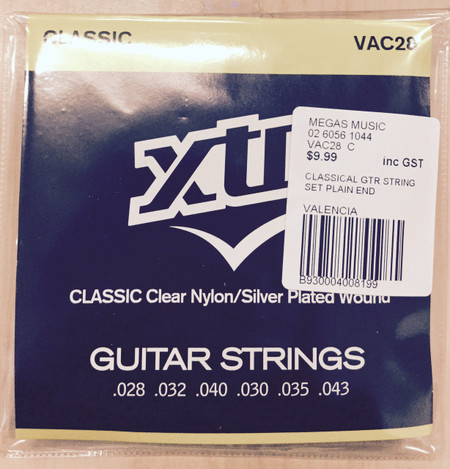 CLASSIC VAC28
MEGAS MUSIC
02 6056 1044
VAC28 C
$9.99 inc GST
CLASSICAL GTR STRING
SET PLAIN END
VALENCIA
B930004008199
CLASSIC Clear Nylon/Silver Plated Wound
GUITAR STRINGS
.028 .032 .040 .030 .035 .043